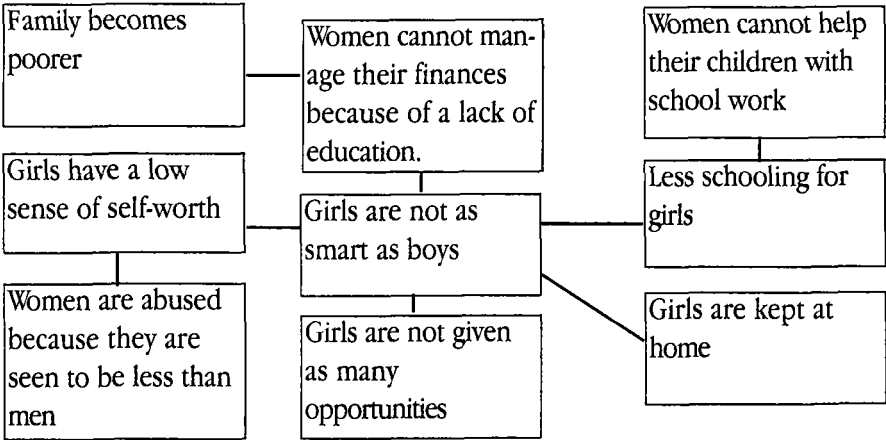 Family becomes
poorer
Women cannot man-
age their finances
because of a lack of
education.
Women cannot help
their children with
school work
Girls have a low
sense of self-worth
Girls are not as
smart as boys
Less schooling for
girls
Women are abused
because they are
seen to be less than
men
Girls are not given
as many
opportunities
Girls are kept at
home